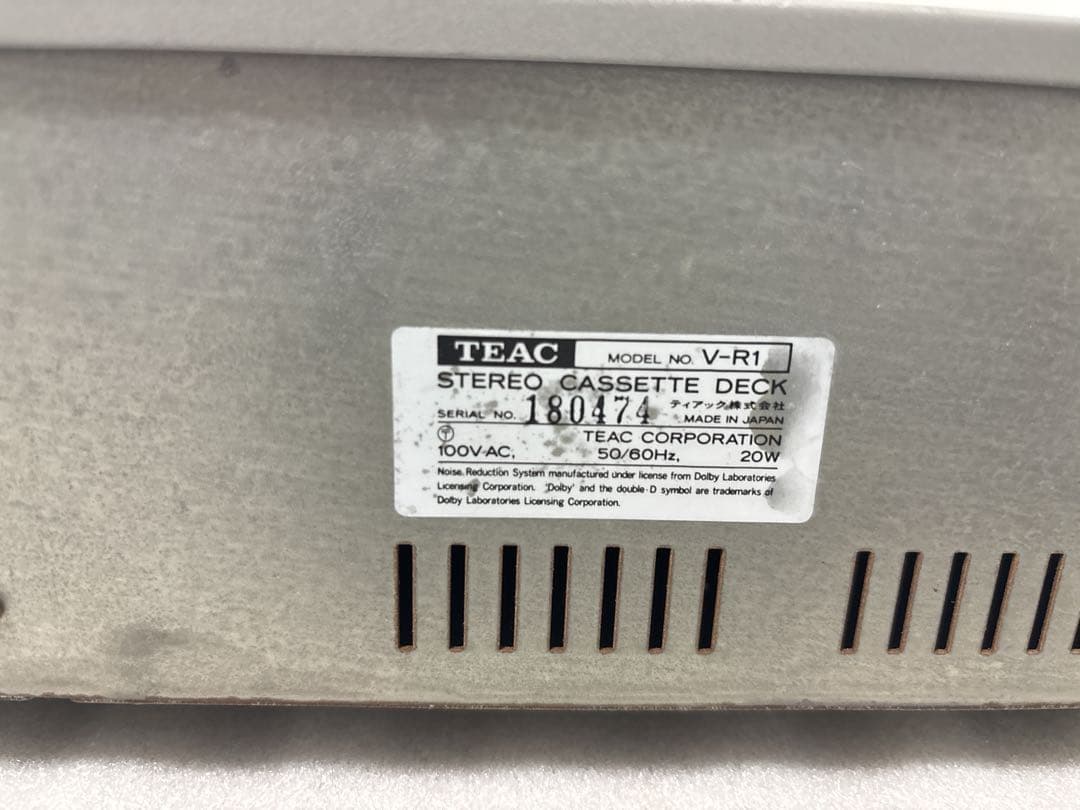 TEAC MODEL NO. V-R1
STEREO CASSETTE DECK
SERIAL NO. 180474 ティアック株式会社
MADE IN JAPAN
TEAC CORPORATION
100V AC, 50/60Hz, 20W
Noise Reduction System manufactured under license from Dolby Laboratories
Licensing Corporation. 'Dolby' and the double-D symbol are trademarks of
Dolby Laboratories Licensing Corporation.